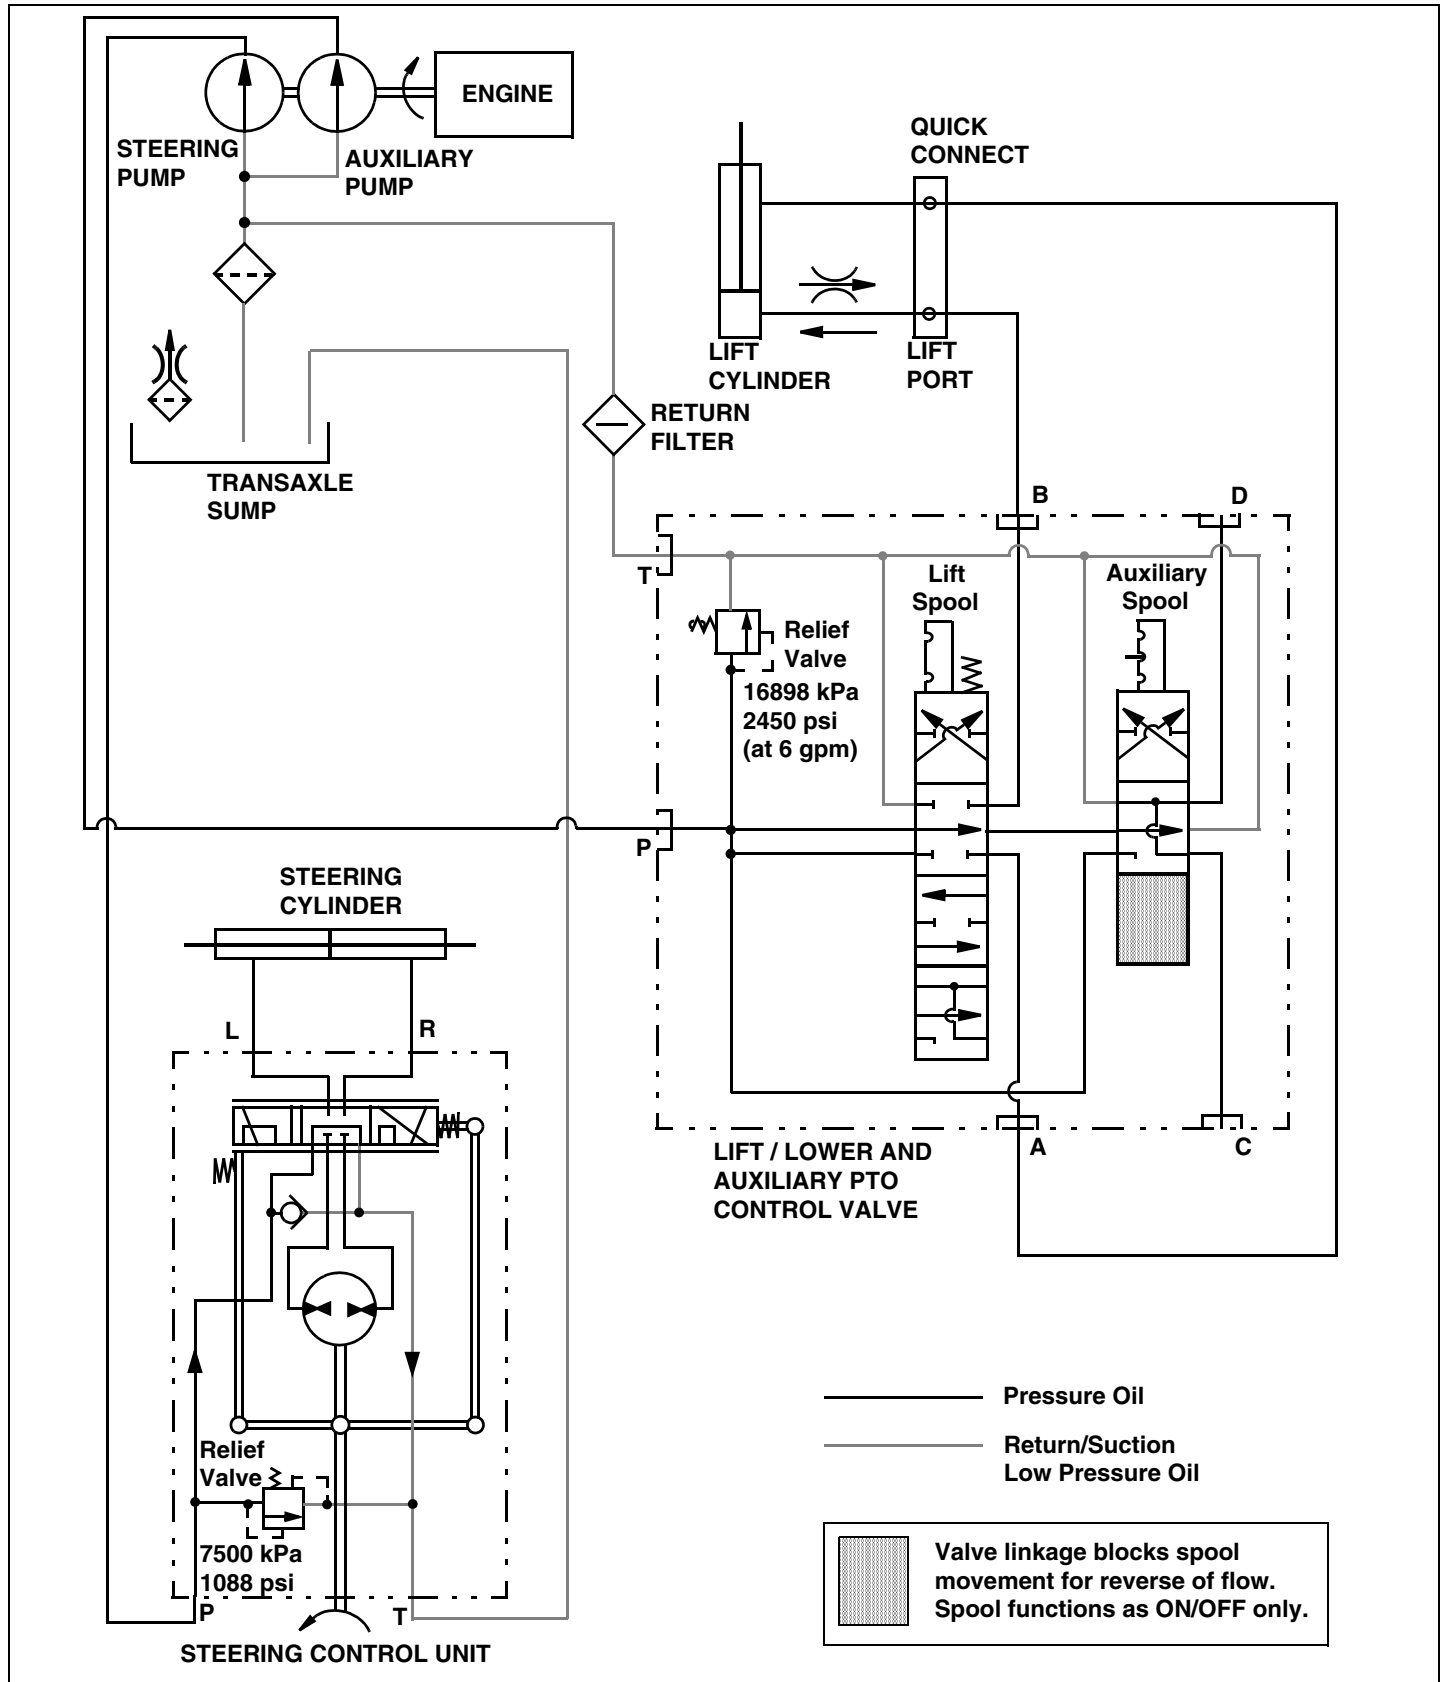 ENGINE
STEERING
PUMP
AUXILIARY
PUMP
QUICK
CONNECT
LIFT
CYLINDER
LIFT
PORT
RETURN
FILTER
TRANSAXLE
SUMP
B
D
T
Lift
Spool
Auxiliary
Spool
Relief
Valve
16898 kPa
2450 psi
(at 6 gpm)
P
STEERING
CYLINDER
L
R
A
C
LIFT / LOWER AND
AUXILIARY PTO
CONTROL VALVE
Relief
Valve
7500 kPa
1088 psi
P
T
STEERING CONTROL UNIT
Pressure Oil
Return/Suction
Low Pressure Oil
Valve linkage blocks spool
movement for reverse of flow.
Spool functions as ON/OFF only.